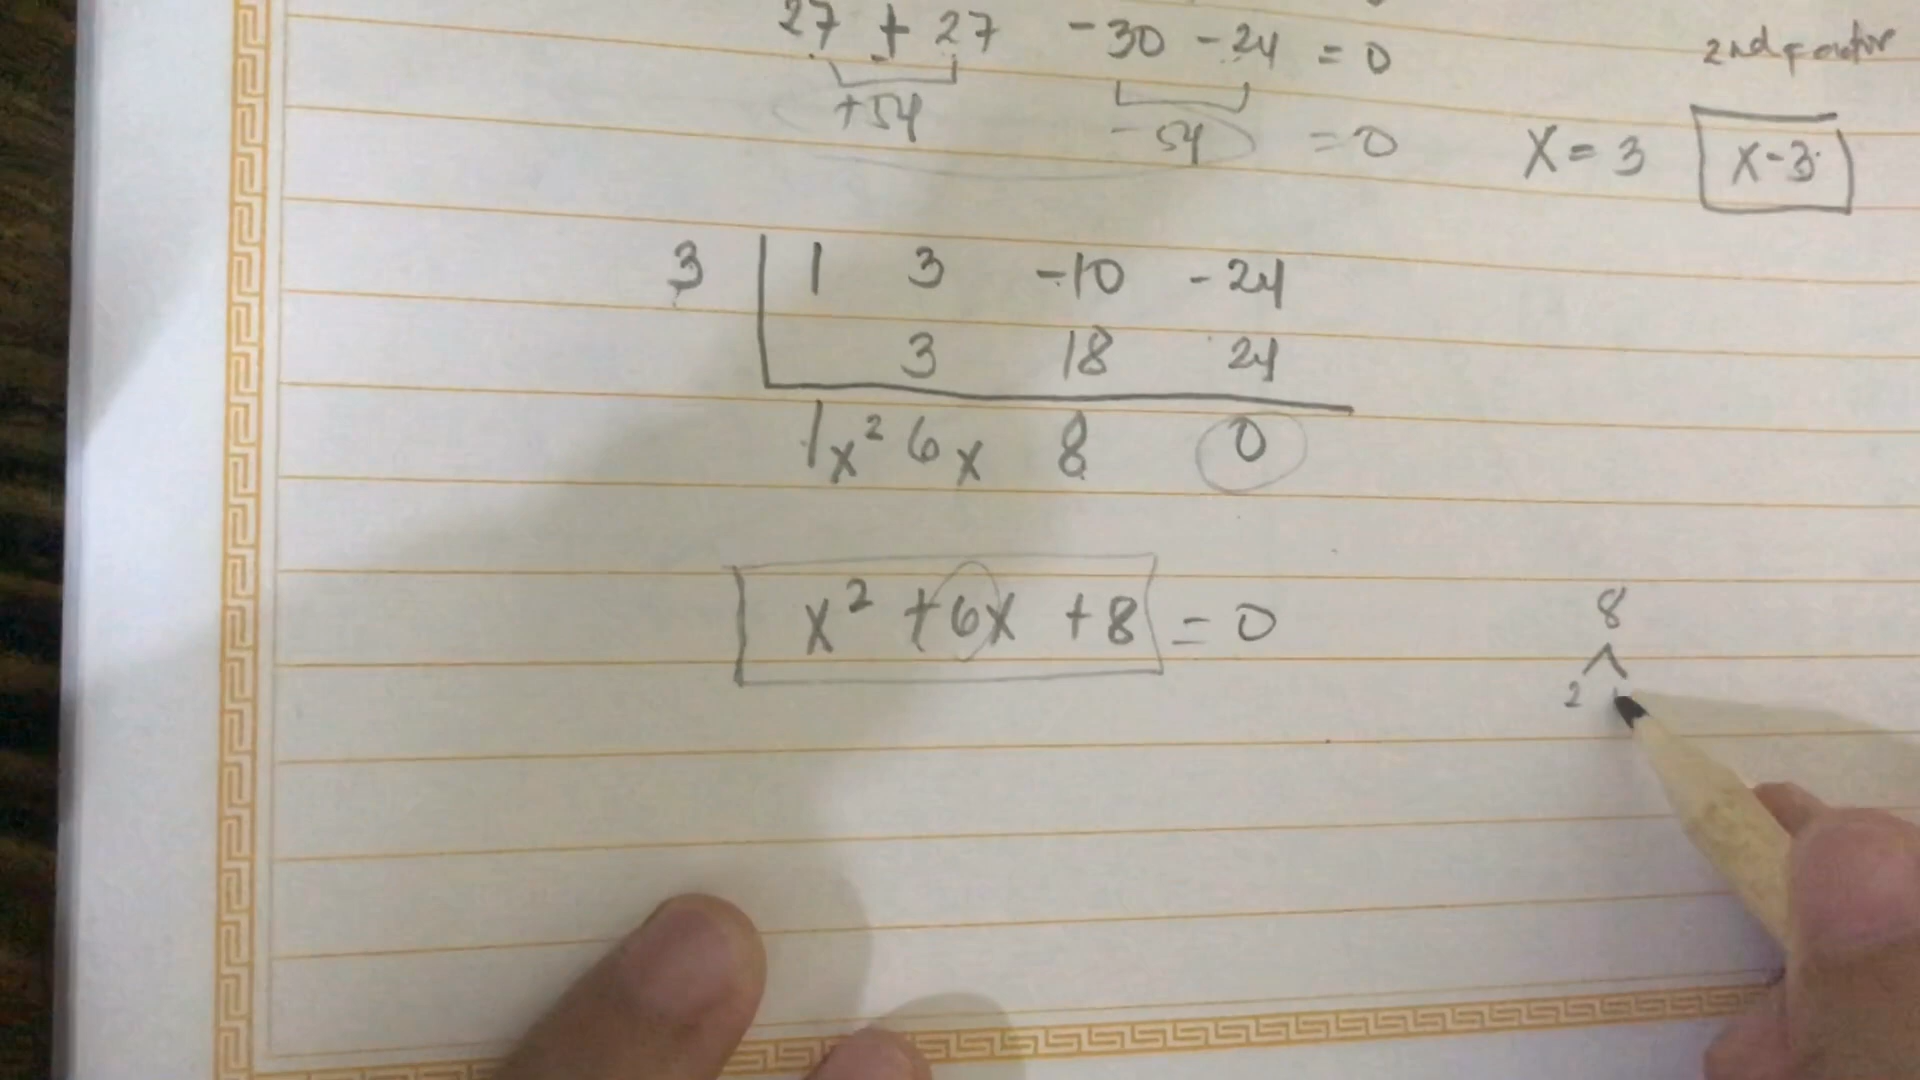 27 + 27 -30 -24 = 0
+54 -54 = 0
2nd factor
X = 3 X-3
3 1 3 -10 -24
3 18 24
1x² 6x 8 0
x² +6x +8 = 0
8
2